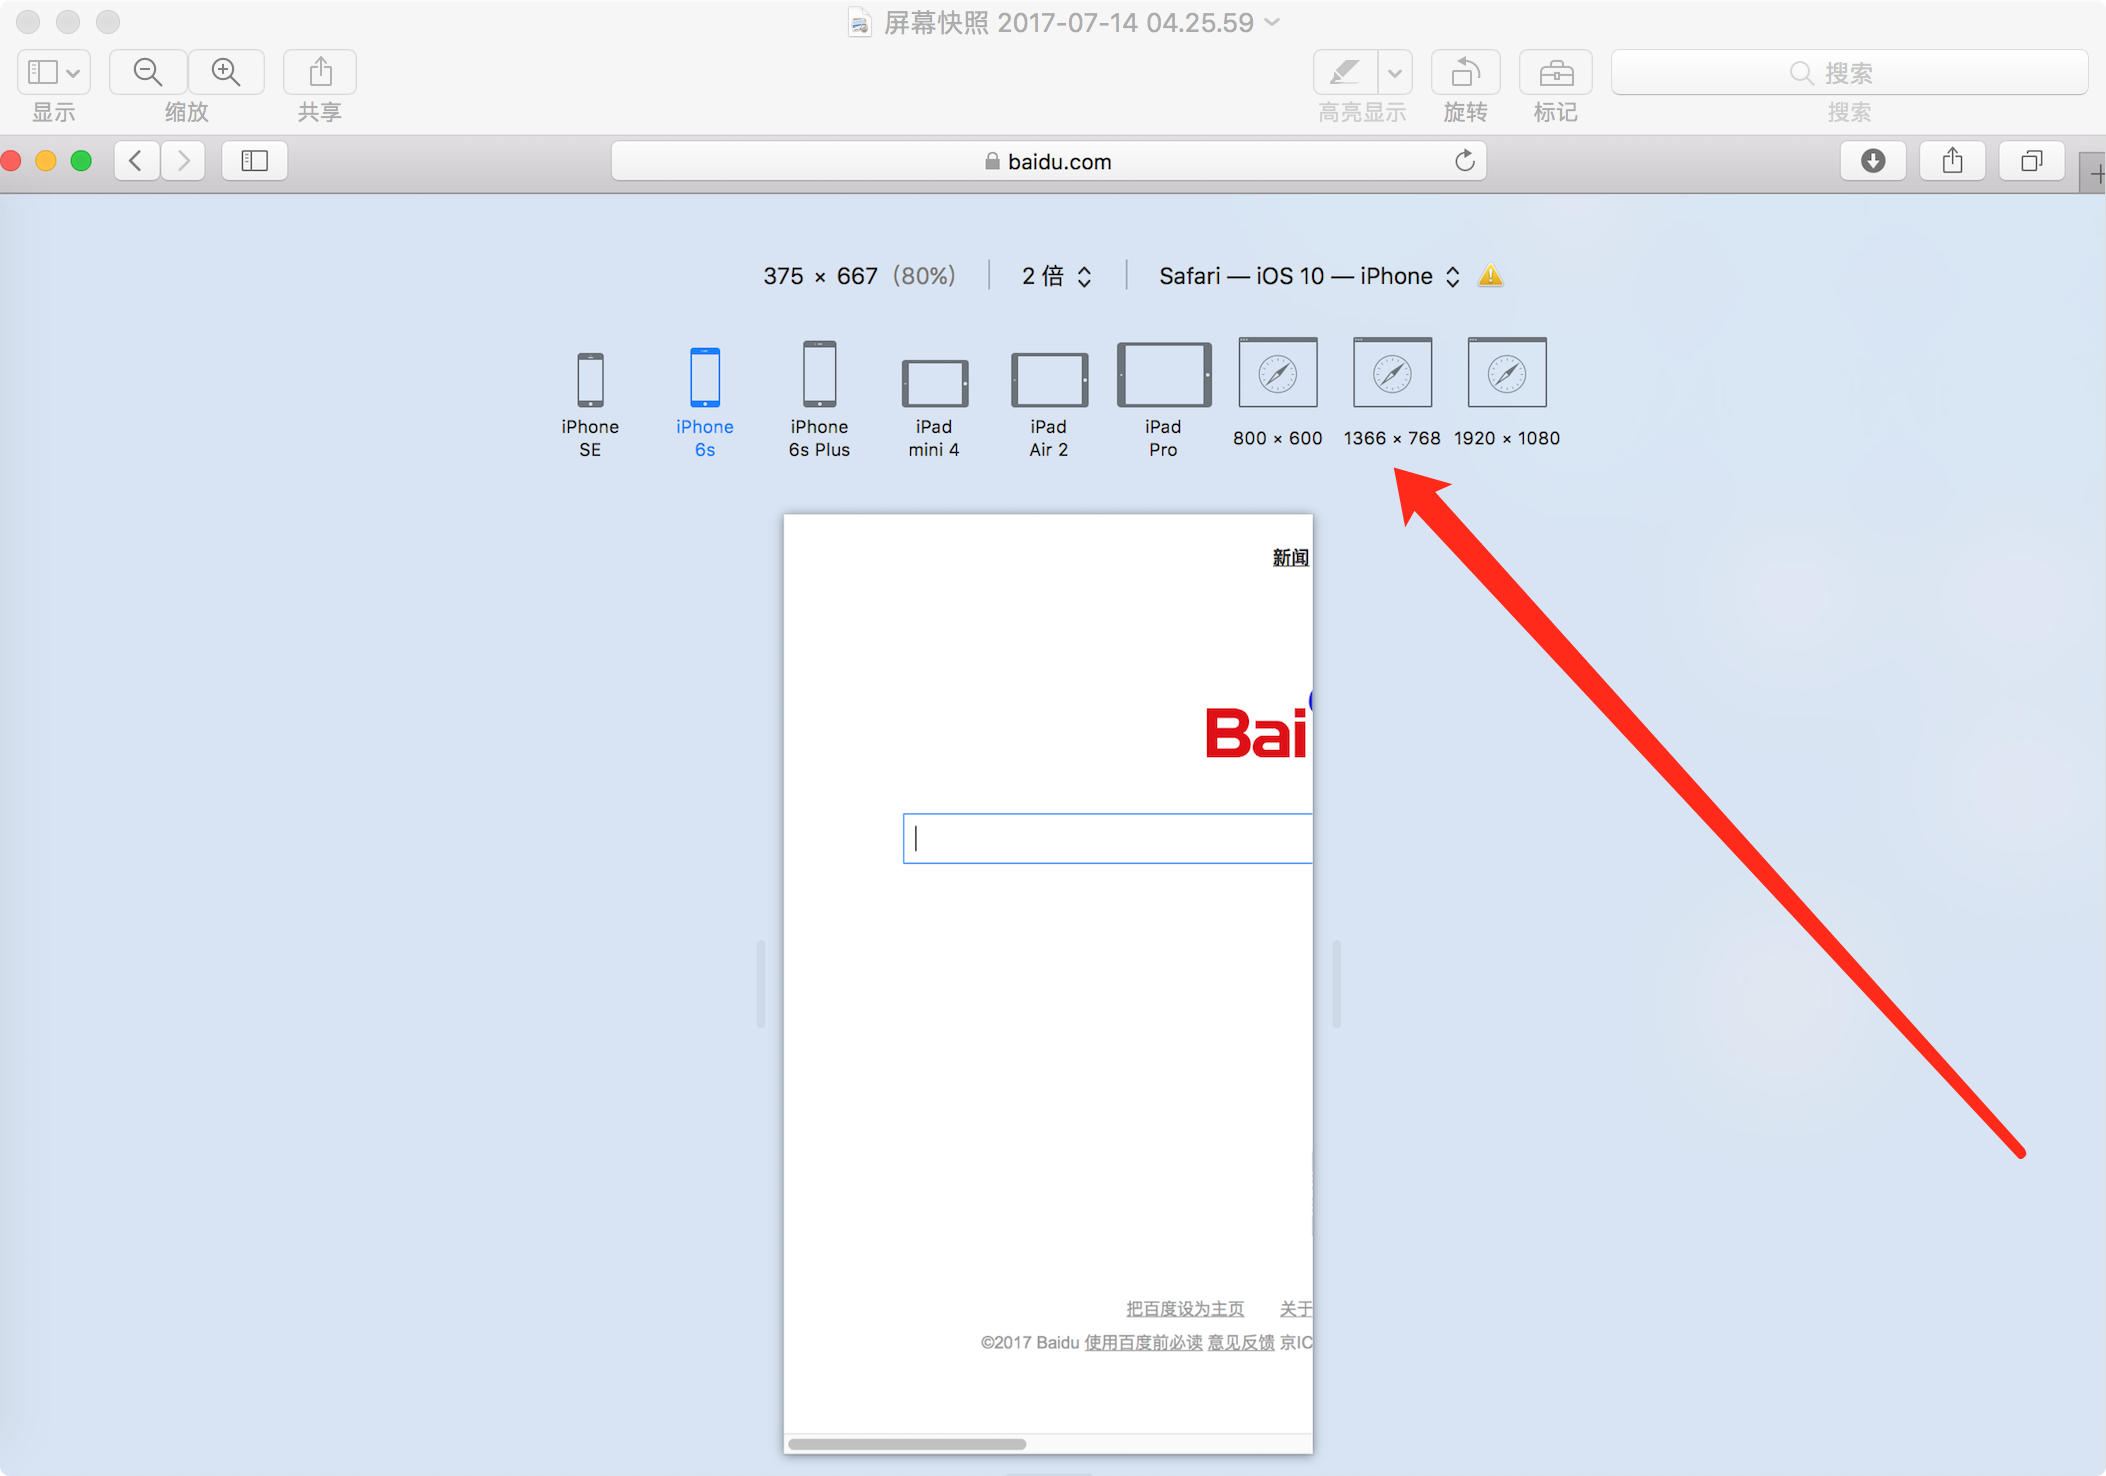 屏幕快照 2017-07-14 04.25.59
显示
缩放
共享
高亮显示
旋转
标记
搜索
搜索
baidu.com
375 × 667 (80%)
2 倍
Safari — iOS 10 — iPhone
iPhone
SE
iPhone
6s
iPhone
6s Plus
iPad
mini 4
iPad
Air 2
iPad
Pro
800 × 600
1366 × 768
1920 × 1080
新闻
Bai
把百度设为主页 关于
©2017 Baidu 使用百度前必读 意见反馈 京IC